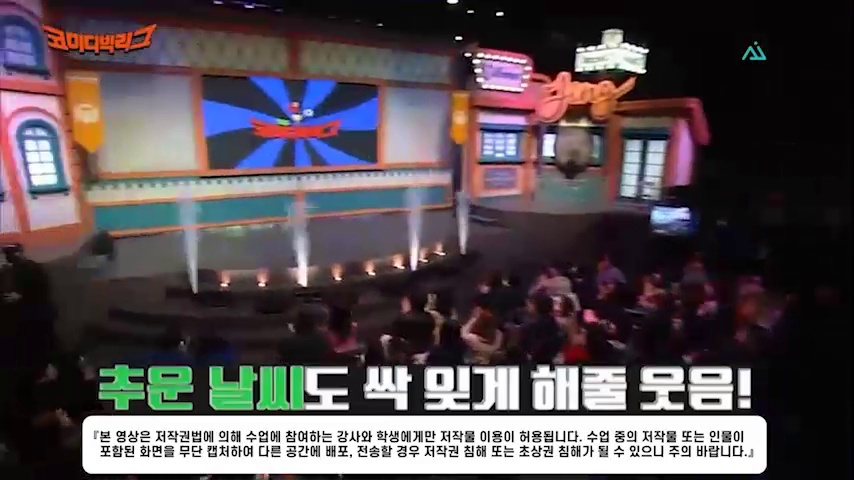 코미디빅리그
코미디빅리그
추운 날씨도 싹 잊게 해줄 웃음!
『본 영상은 저작권법에 의해 수업에 참여하는 강사와 학생에게만 저작물 이용이 허용됩니다. 수업 중의 저작물 또는 인물이
포함된 화면을 무단 캡처하여 다른 공간에 배포, 전송할 경우 저작권 침해 또는 초상권 침해가 될 수 있으니 주의 바랍니다.』